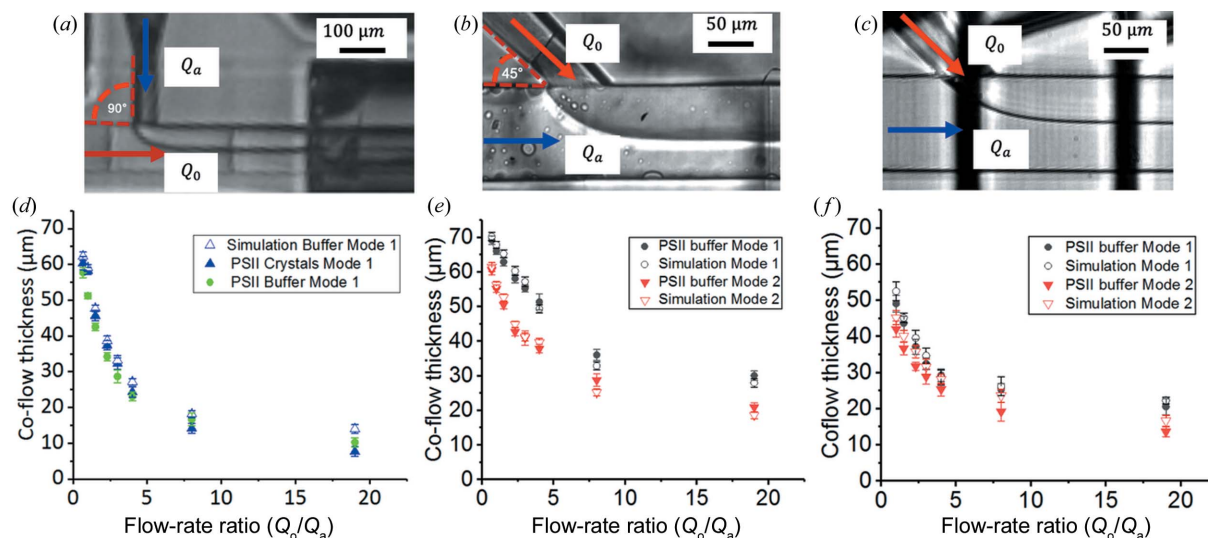 (a)
100 µm
Qa
90°
Q0
(b)
50 µm
Q0
45°
Qa
(c)
50 µm
Q0
Qa
(d)
Co-flow thickness (µm)
70
60
50
40
30
20
10
0
Simulation Buffer Mode 1
PSII Crystals Mode 1
PSII Buffer Mode 1
0 5 10 15 20
Flow-rate ratio (Qo/Qa)
(e)
Co-flow thickness (µm)
70
60
50
40
30
20
10
0
PSII buffer Mode 1
Simulation Mode 1
PSII buffer Mode 2
Simulation Mode 2
0 5 10 15 20
Flow-rate ratio (Qo/Qa)
(f)
Coflow thickness (µm)
70
60
50
40
30
20
10
0
PSII buffer Mode 1
Simulation Mode 1
PSII buffer Mode 2
Simulation Mode 2
0 5 10 15 20
Flow-rate ratio (Qo/Qa)